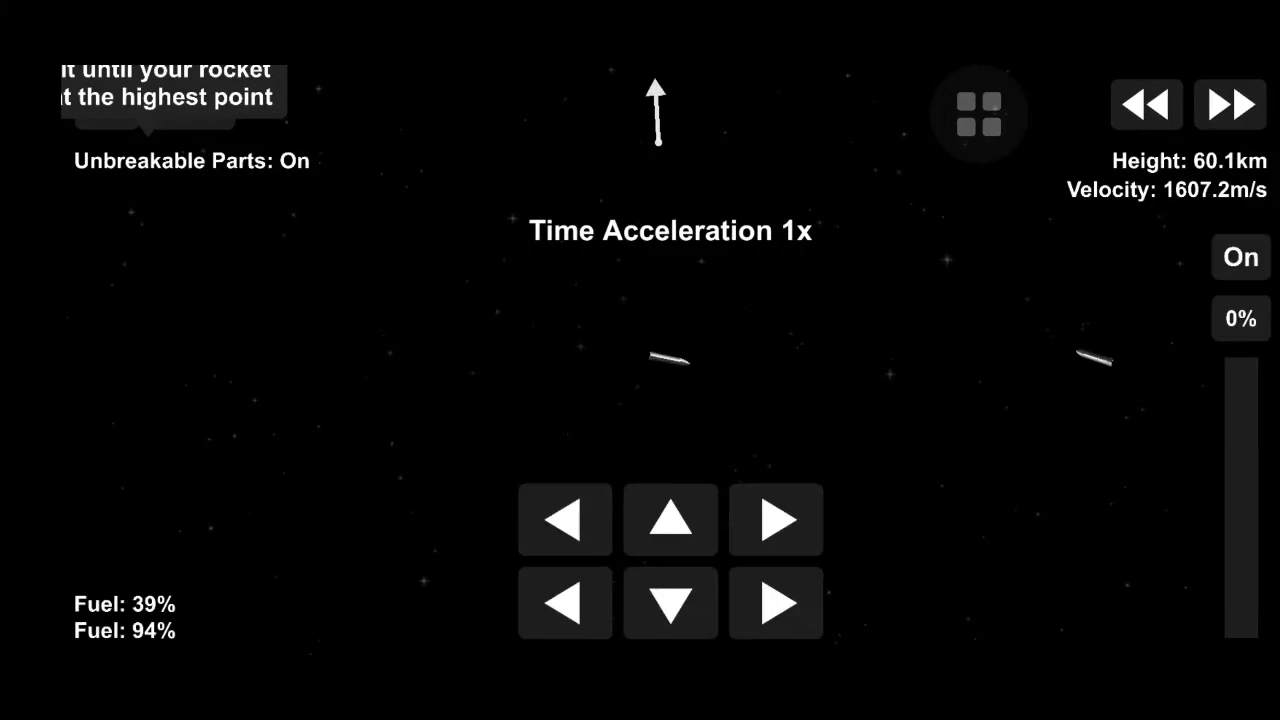 it until your rocket
t the highest point
Unbreakable Parts: On
Height: 60.1km
Velocity: 1607.2m/s
Time Acceleration 1x
On
0%
Fuel: 39%
Fuel: 94%